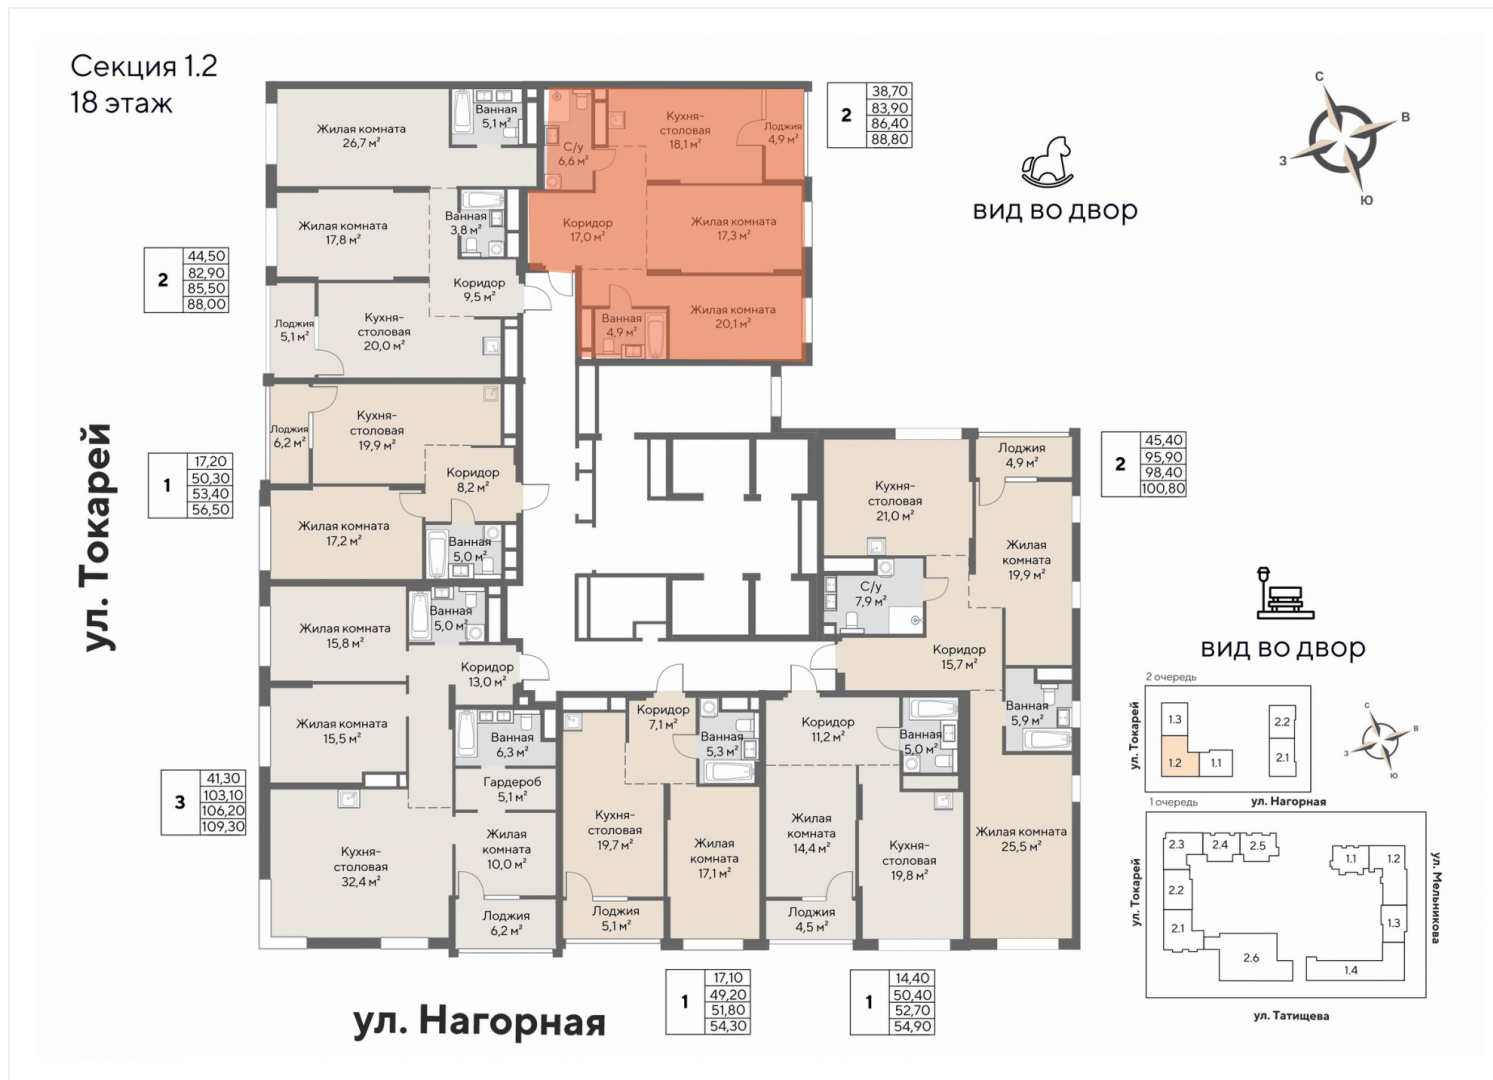 Секция 1.2
18 этаж
Жилая комната
26,7 м²
Ванная
5,1 м²
С/у
6,6 м²
Кухня-
столовая
18,1 м²
Лоджия
4,9 м²
2
38,70
83,90
86,40
88,80
вид во двор
С
В
З
Ю
Жилая комната
17,8 м²
Ванная
3,8 м²
Коридор
17,0 м²
Жилая комната
17,3 м²
2
44,50
82,90
85,50
88,00
Лоджия
5,1 м²
Кухня-
столовая
20,0 м²
Коридор
9,5 м²
Ванная
4,9 м²
Жилая комната
20,1 м²
ул. Токарей
1
17,20
50,30
53,40
56,50
Лоджия
6,2 м²
Кухня-
столовая
19,9 м²
Коридор
8,2 м²
Жилая комната
17,2 м²
Ванная
5,0 м²
Кухня-
столовая
21,0 м²
Лоджия
4,9 м²
2
45,40
95,90
98,40
100,80
Жилая
комната
19,9 м²
С/у
7,9 м²
Коридор
15,7 м²
Ванная
5,9 м²
Жилая комната
25,5 м²
вид во двор
Жилая комната
15,8 м²
Ванная
5,0 м²
Коридор
13,0 м²
Жилая комната
15,5 м²
Ванная
6,3 м²
Гардероб
5,1 м²
3
41,30
103,10
106,20
109,30
Кухня-
столовая
32,4 м²
Жилая
комната
10,0 м²
Лоджия
6,2 м²
Коридор
7,1 м²
Ванная
5,3 м²
Кухня-
столовая
19,7 м²
Жилая
комната
17,1 м²
Лоджия
5,1 м²
Коридор
11,2 м²
Ванная
5,0 м²
Жилая
комната
14,4 м²
Кухня-
столовая
19,8 м²
Лоджия
4,5 м²
ул. Нагорная
1
17,10
49,20
51,80
54,30
1
14,40
50,40
52,70
54,90
2 очередь
ул. Токарей
1.3
1.2
1.1
2.2
2.1
ул. Нагорная
С
В
З
Ю
1 очередь
ул. Токарей
2.3
2.4
2.5
2.2
2.1
2.6
1.1
1.2
1.3
1.4
ул. Мельникова
ул. Татищева